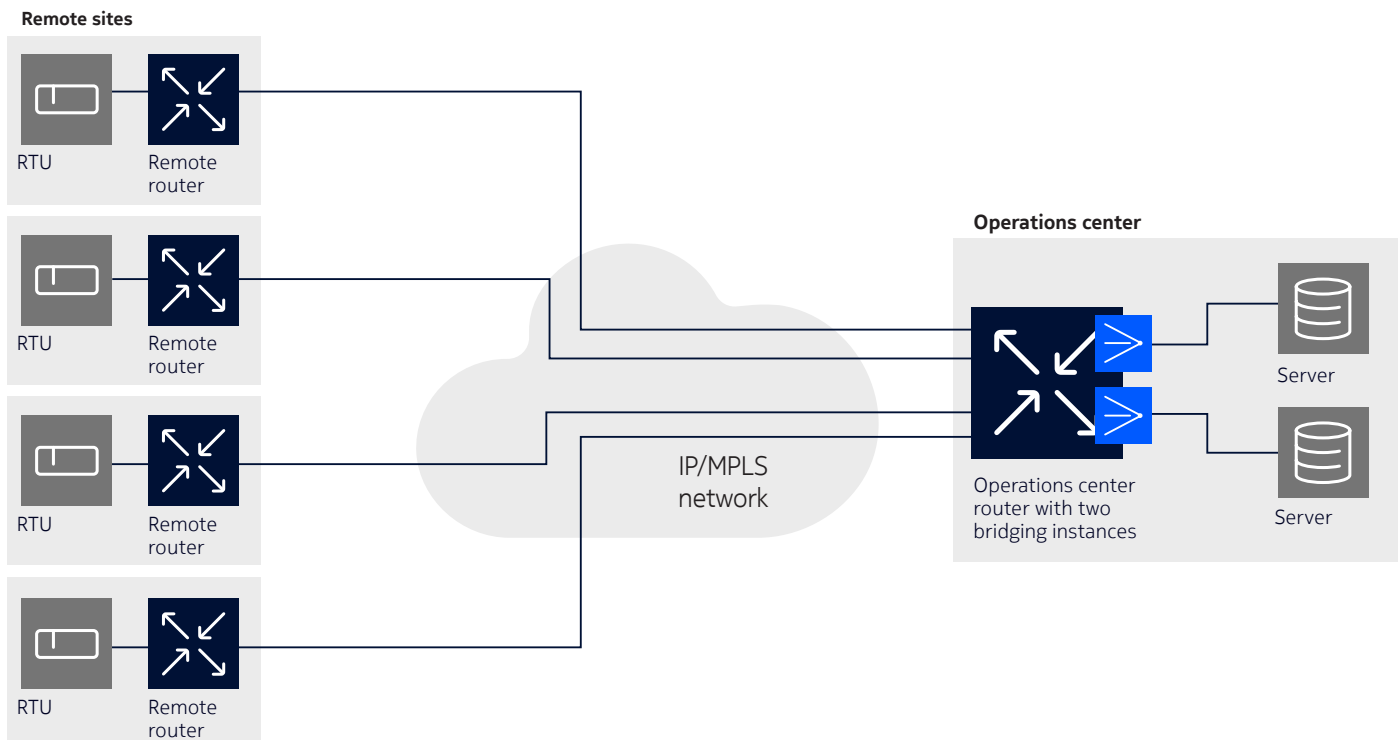 Remote sites
RTU
Remote
router
RTU
Remote
router
RTU
Remote
router
RTU
Remote
router
IP/MPLS
network
Operations center
Operations center
router with two
bridging instances
Server
Server